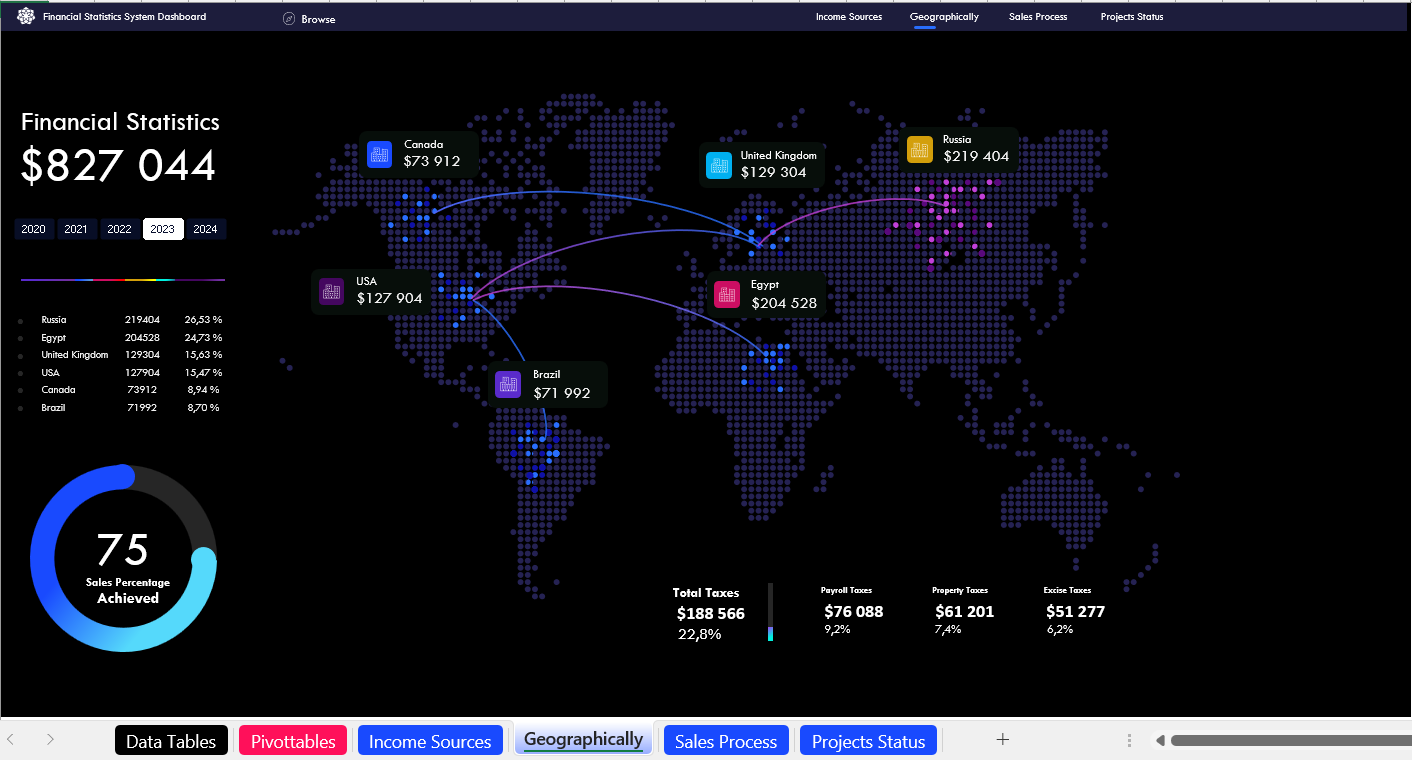 Financial Statistics System Dashboard
Browse
Income Sources Geographically Sales Process Projects Status
Financial Statistics
$827 044
2020 2021 2022 2023 2024
Russia 219404 26,53 %
Egypt 204528 24,73 %
United Kingdom 129304 15,63 %
USA 127904 15,47 %
Canada 73912 8,94 %
Brazil 71992 8,70 %
75
Sales Percentage
Achieved
Canada
$73 912
United Kingdom
$129 304
Russia
$219 404
USA
$127 904
Egypt
$204 528
Brazil
$71 992
Total Taxes
$188 566
22,8%
Payroll Taxes
$76 088
9,2%
Property Taxes
$61 201
7,4%
Excise Taxes
$51 277
6,2%
Data Tables Pivottables Income Sources Geographically Sales Process Projects Status